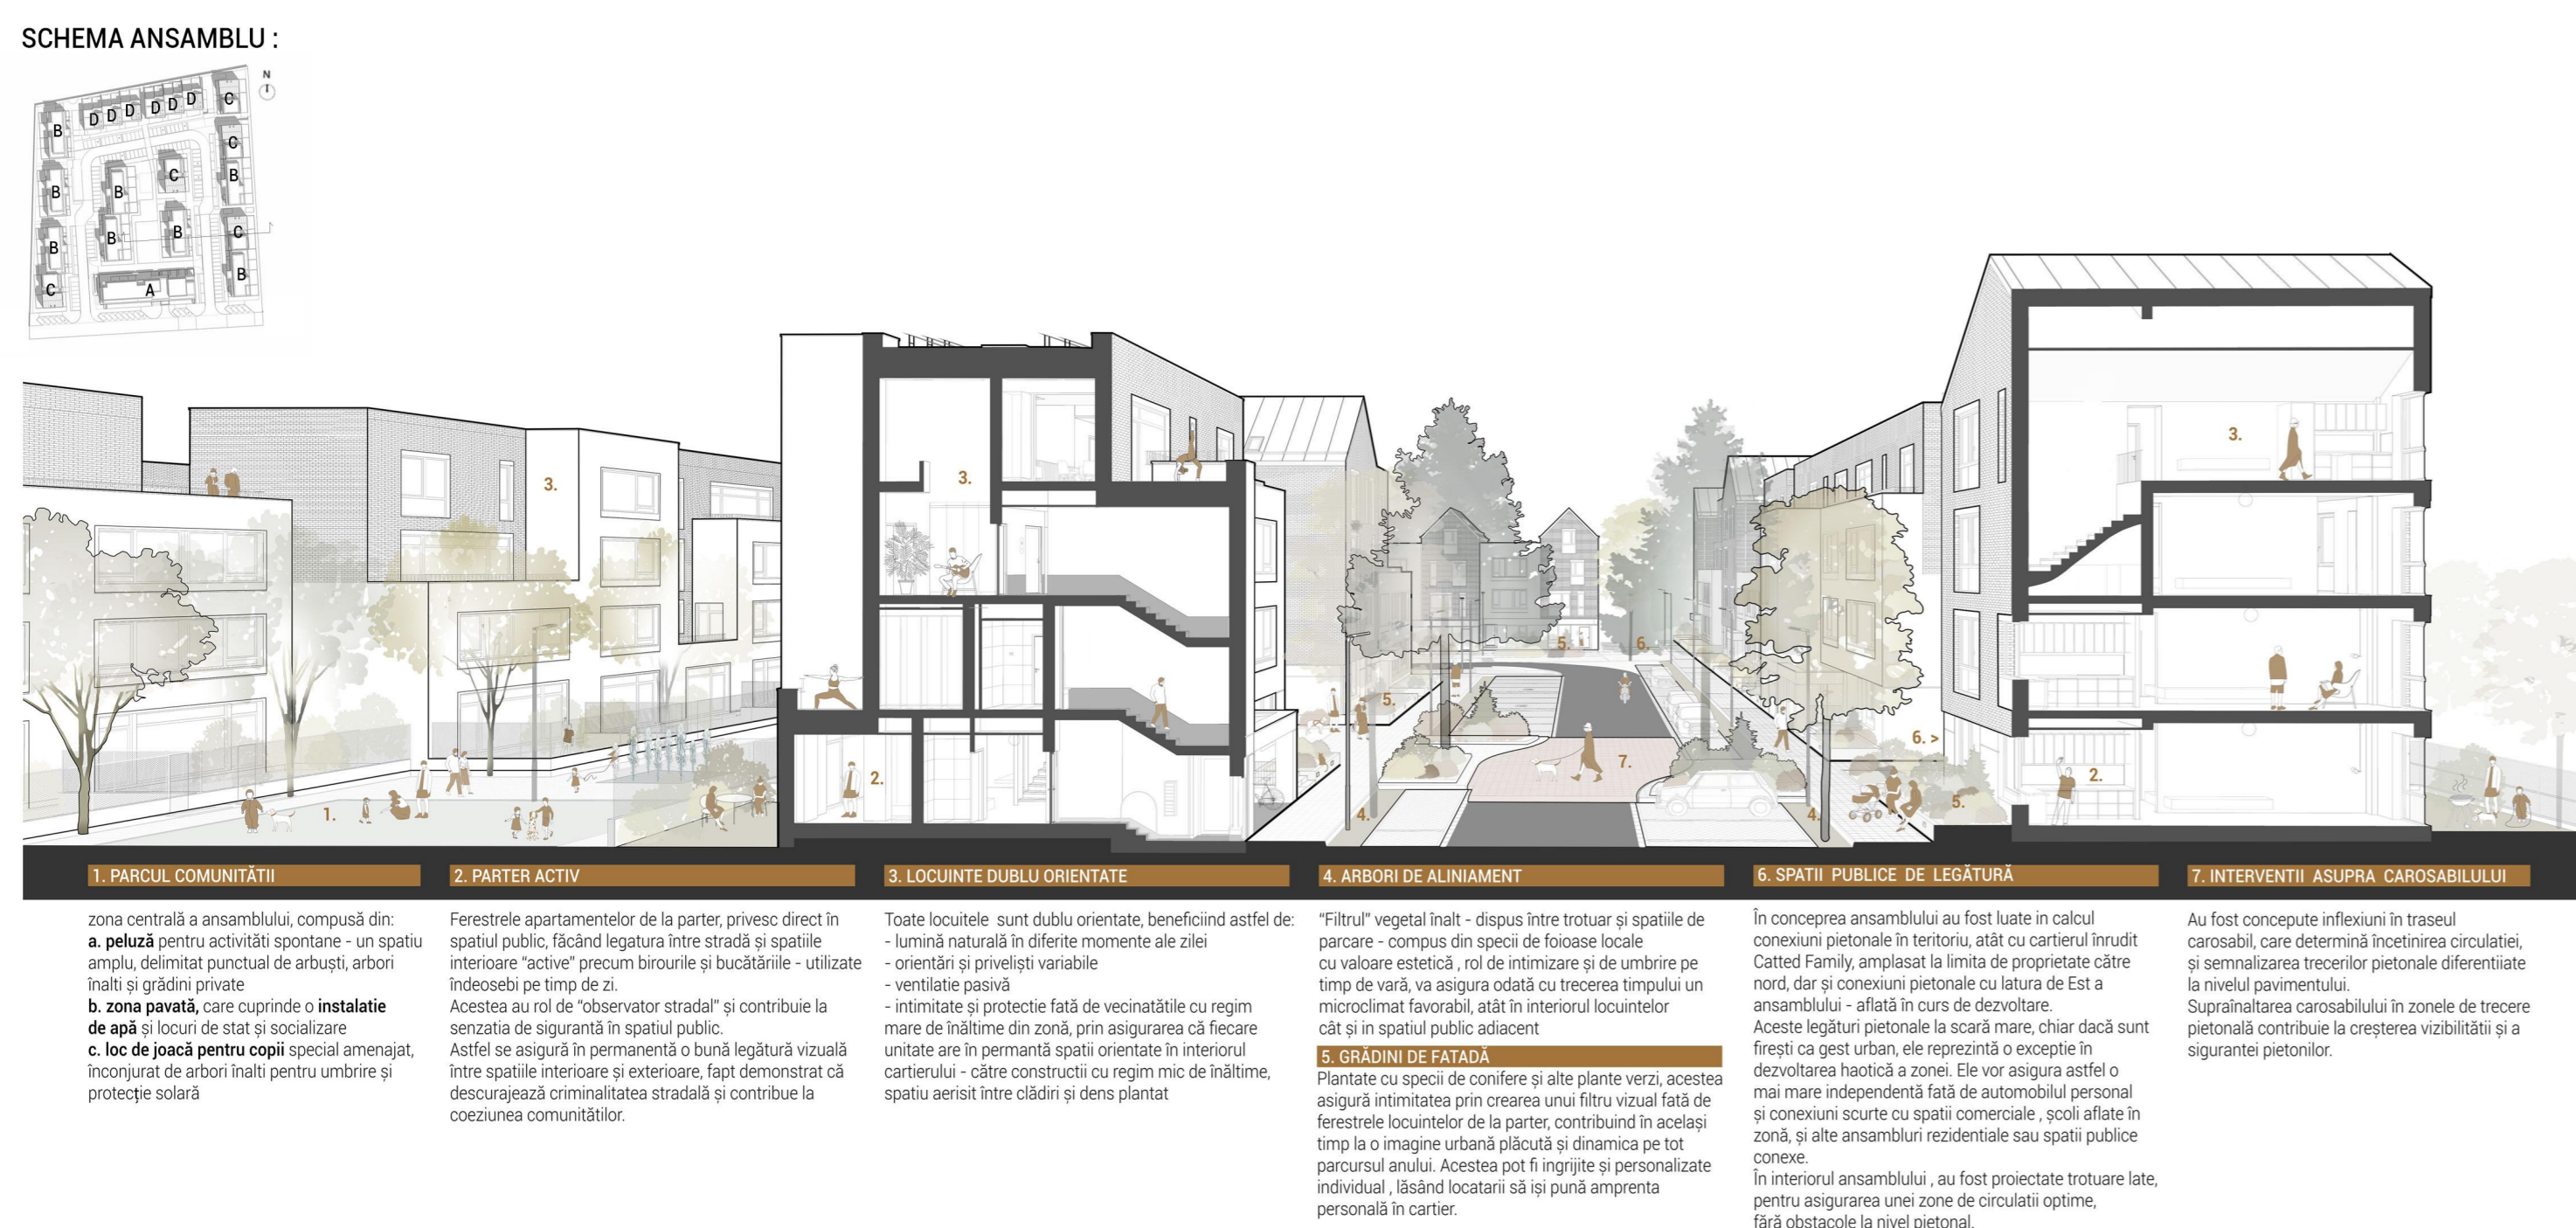 SCHEMA ANSAMBLU :
N
D D D D D D C
B
C
C B
B B
B B C
B
B
C A
3.
3.
3.
5. 6.
5.
6. >
7.
2.
2.
1.
4. 4. 5.
1. PARCUL COMUNITĂTII
zona centrală a ansamblului, compusă din:
a. peluză pentru activităti spontane - un spatiu
amplu, delimitat punctual de arbuști, arbori
înalti și grădini private
b. zona pavată, care cuprinde o instalatie
de apă și locuri de stat și socializare
c. loc de joacă pentru copii special amenajat,
înconjurat de arbori înalti pentru umbrire și
protecție solară
2. PARTER ACTIV
Ferestrele apartamentelor de la parter, privesc direct în
spatiul public, făcând legatura între stradă și spatiile
interioare “active” precum birourile și bucătăriile - utilizate
îndeosebi pe timp de zi.
Acestea au rol de “observator stradal” și contribuie la
senzatia de sigurantă în spatiul public.
Astfel se asigură în permanentă o bună legătură vizuală
între spatiile interioare și exterioare, fapt demonstrat că
descurajează criminalitatea stradală și contribue la
coeziunea comunitătilor.
3. LOCUINTE DUBLU ORIENTATE
Toate locuitele sunt dublu orientate, beneficiind astfel de:
- lumină naturală în diferite momente ale zilei
- orientări și priveliști variabile
- ventilatie pasivă
- intimitate și protectie fată de vecinatătile cu regim
mare de înăltime din zonă, prin asigurarea că fiecare
unitate are în permantă spatii orientate în interiorul
cartierului - către constructii cu regim mic de înăltime,
spatiu aerisit între clădiri și dens plantat
4. ARBORI DE ALINIAMENT
“Filtrul” vegetal înalt - dispus între trotuar și spatiile de
parcare - compus din specii de foioase locale
cu valoare estetică , rol de intimizare și de umbrire pe
timp de vară, va asigura odată cu trecerea timpului un
microclimat favorabil, atât în interiorul locuintelor
cât și in spatiul public adiacent
5. GRĂDINI DE FATADĂ
Plantate cu specii de conifere și alte plante verzi, acestea
asigură intimitatea prin crearea unui filtru vizual fată de
ferestrele locuintelor de la parter, contribuind în același
timp la o imagine urbană plăcută și dinamica pe tot
parcursul anului. Acestea pot fi ingrijite și personalizate
individual , lăsând locatarii să iși pună amprenta
personală în cartier.
6. SPATII PUBLICE DE LEGĂTURĂ
În conceprea ansamblului au fost luate in calcul
conexiuni pietonale în teritoriu, atât cu cartierul înrudit
Catted Family, amplasat la limita de proprietate către
nord, dar și conexiuni pietonale cu latura de Est a
ansamblului - aflată în curs de dezvoltare.
Aceste legături pietonale la scară mare, chiar dacă sunt
firești ca gest urban, ele reprezintă o exceptie în
dezvoltarea haotică a zonei. Ele vor asigura astfel o
mai mare independentă fată de automobilul personal
și conexiuni scurte cu spatii comerciale , școli aflate în
zonă, și alte ansambluri rezidentiale sau spatii publice
conexe.
În interiorul ansamblului , au fost proiectate trotuare late,
pentru asigurarea unei zone de circulatii optime,
fără obstacole la nivel pietonal.
7. INTERVENTII ASUPRA CAROSABILULUI
Au fost concepute inflexiuni în traseul
carosabil, care determină încetinirea circulatiei,
și semnalizarea trecerilor pietonale diferentiiate
la nivelul pavimentului.
Supraînaltarea carosabilului în zonele de trecere
pietonală contribuie la creșterea vizibilitătii și a
sigurantei pietonilor.